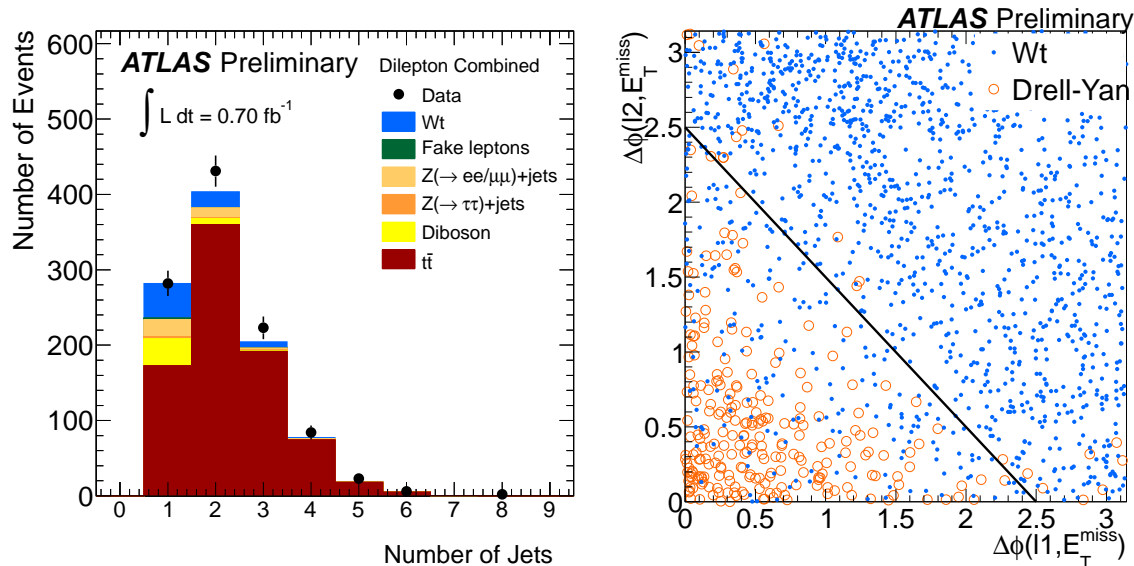 ATLAS Preliminary
Dilepton Combined
∫ L dt = 0.70 fb⁻¹
Data
Wt
Fake leptons
Z(→ ee/μμ)+jets
Z(→ ττ)+jets
Diboson
tt̄
Number of Events
600
500
400
300
200
100
0
0 1 2 3 4 5 6 7 8 9
Number of Jets
ATLAS Preliminary
Wt
Drell-Yan
Δϕ(l2,E_T^miss)
3
2.5
2
1.5
1
0.5
0
0 0.5 1 1.5 2 2.5 3
Δϕ(l1,E_T^miss)